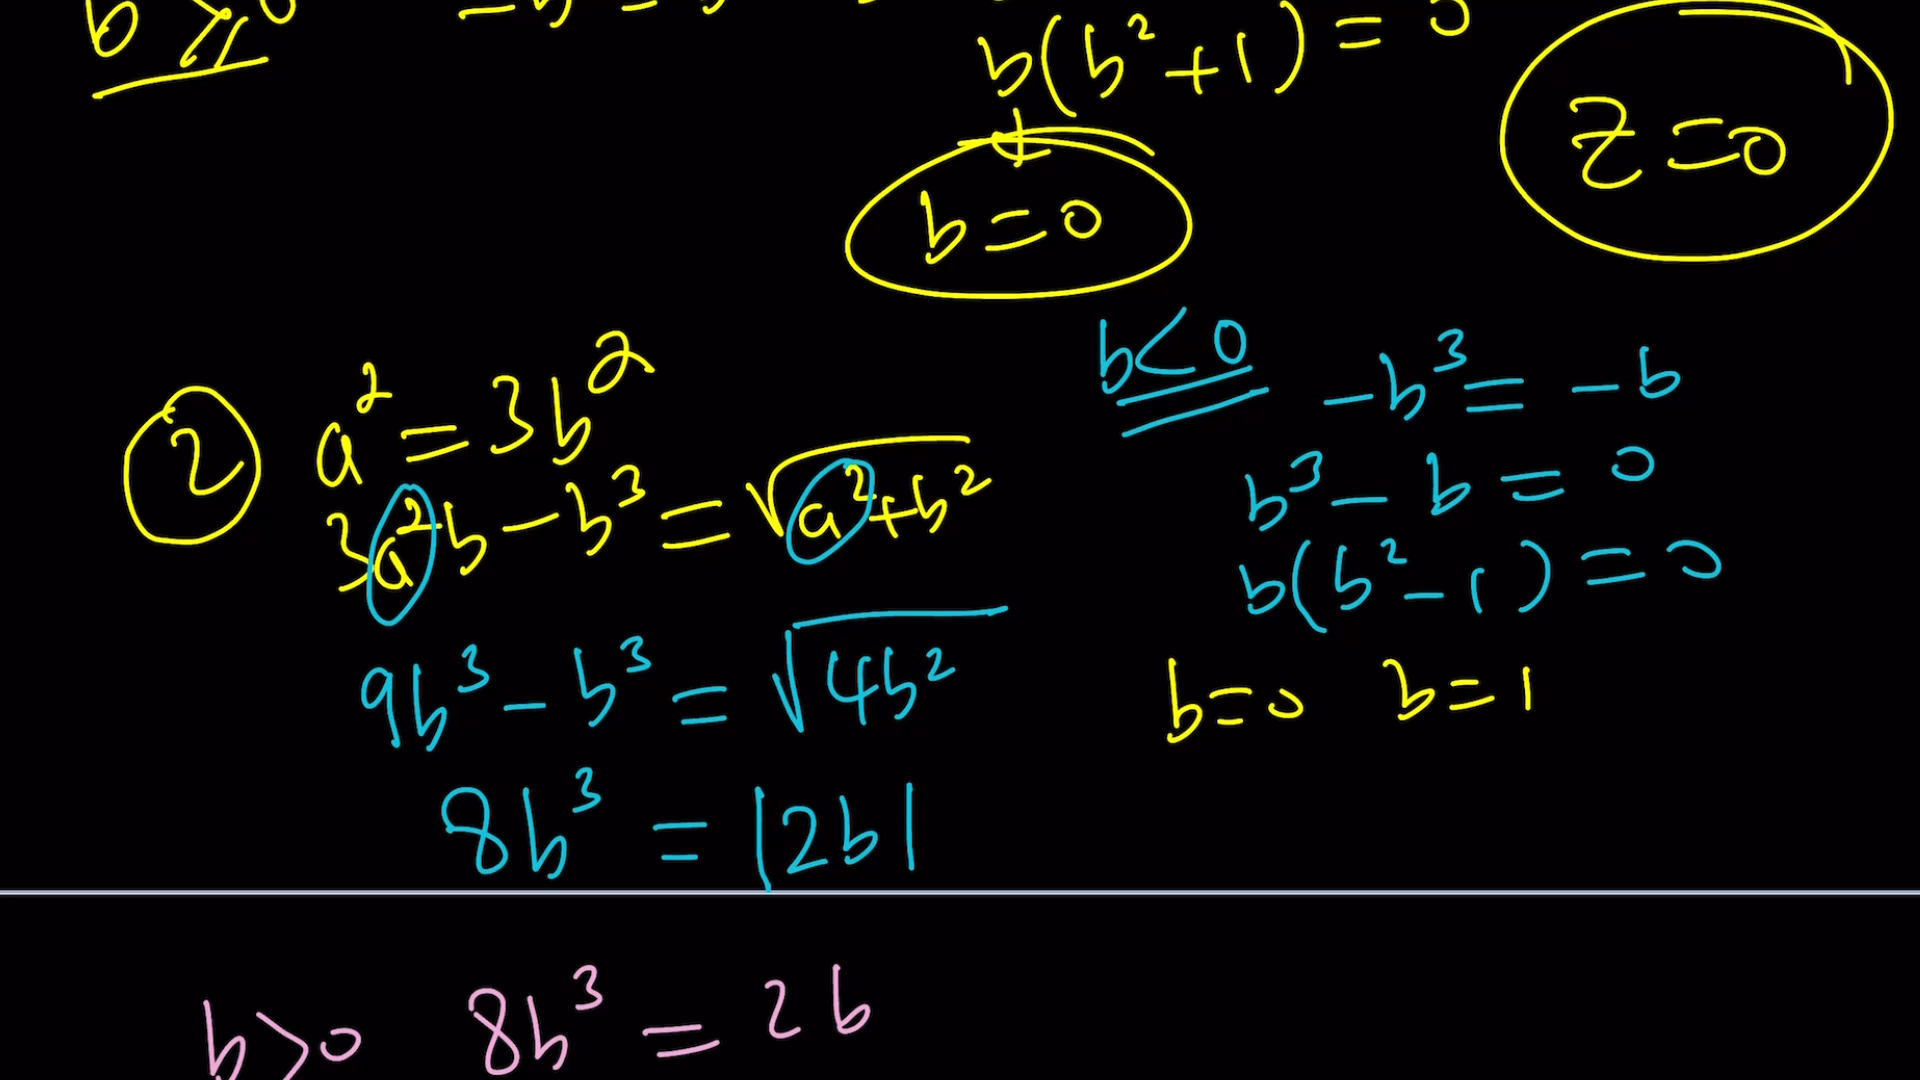 b(b²+1)=0
z=0
b=0
② a²=3b²
3a²b-b³=√(a²+b²)
9b³-b³=√(4b²)
8b³=|2b|
b<0 -b³=-b
b³-b=0
b(b²-1)=0
b=0 b=1
b>0 8b³=2b